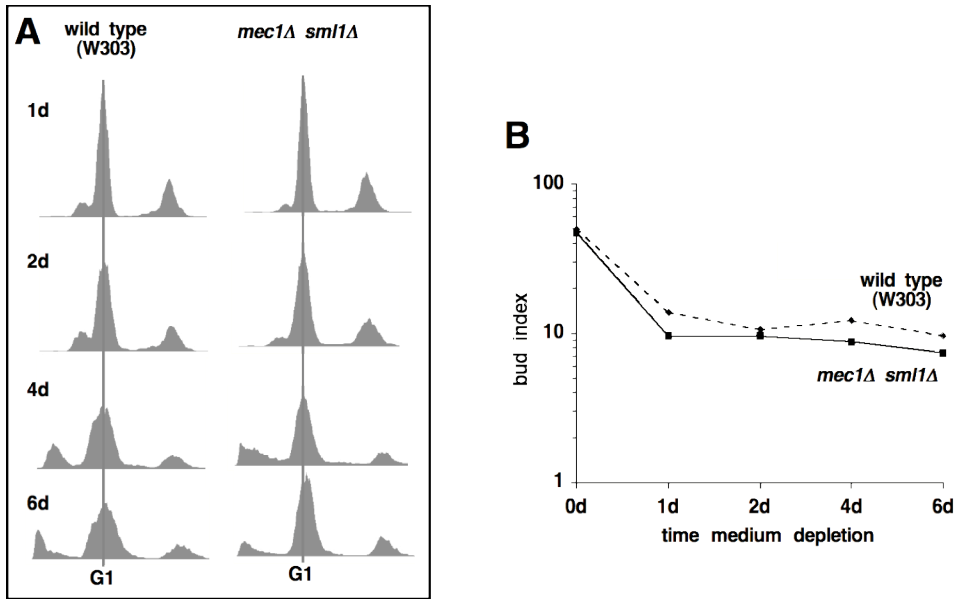 A
wild type
(W303)
mec1Δ sml1Δ
1d
2d
4d
6d
G1
G1
B
100
10
1
bud index
wild type
(W303)
mec1Δ sml1Δ
0d 1d 2d 4d 6d
time medium depletion